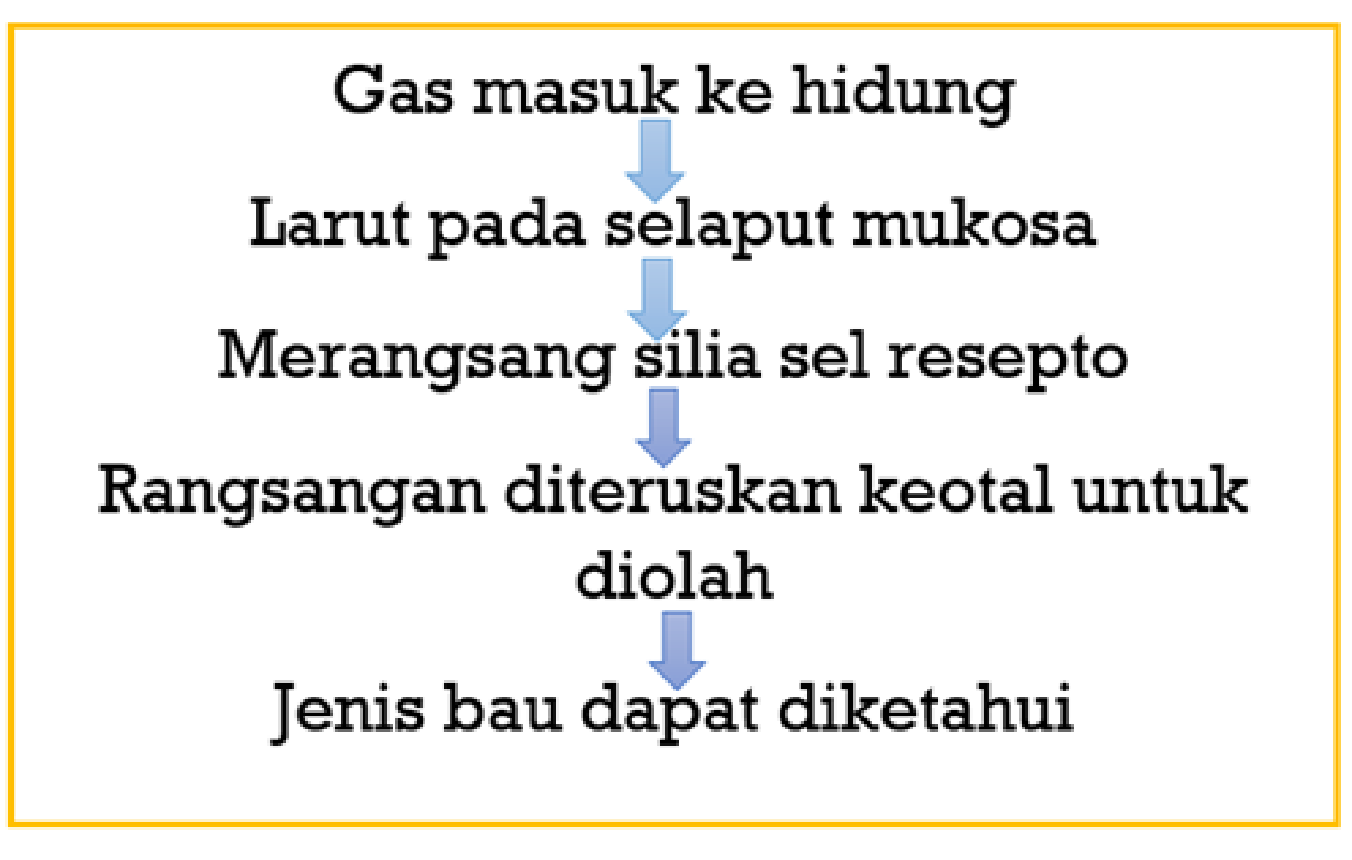 Gas masuk ke hidung
Larut pada selaput mukosa
Merangsang silia sel resepto
Rangsangan diteruskan keotal untuk
diolah
Jenis bau dapat diketahui